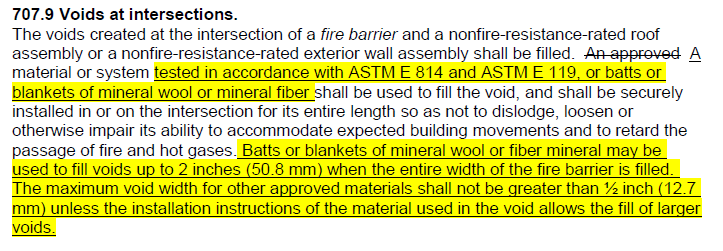 707.9 Voids at intersections.
The voids created at the intersection of a fire barrier and a nonfire-resistance-rated roof
assembly or a nonfire-resistance-rated exterior wall assembly shall be filled. An approved A
material or system tested in accordance with ASTM E 814 and ASTM E 119, or batts or
blankets of mineral wool or mineral fiber shall be used to fill the void, and shall be securely
installed in or on the intersection for its entire length so as not to dislodge, loosen or
otherwise impair its ability to accommodate expected building movements and to retard the
passage of fire and hot gases. Batts or blankets of mineral wool or fiber mineral may be
used to fill voids up to 2 inches (50.8 mm) when the entire width of the fire barrier is filled.
The maximum void width for other approved materials shall not be greater than ½ inch (12.7
mm) unless the installation instructions of the material used in the void allows the fill of larger
voids.